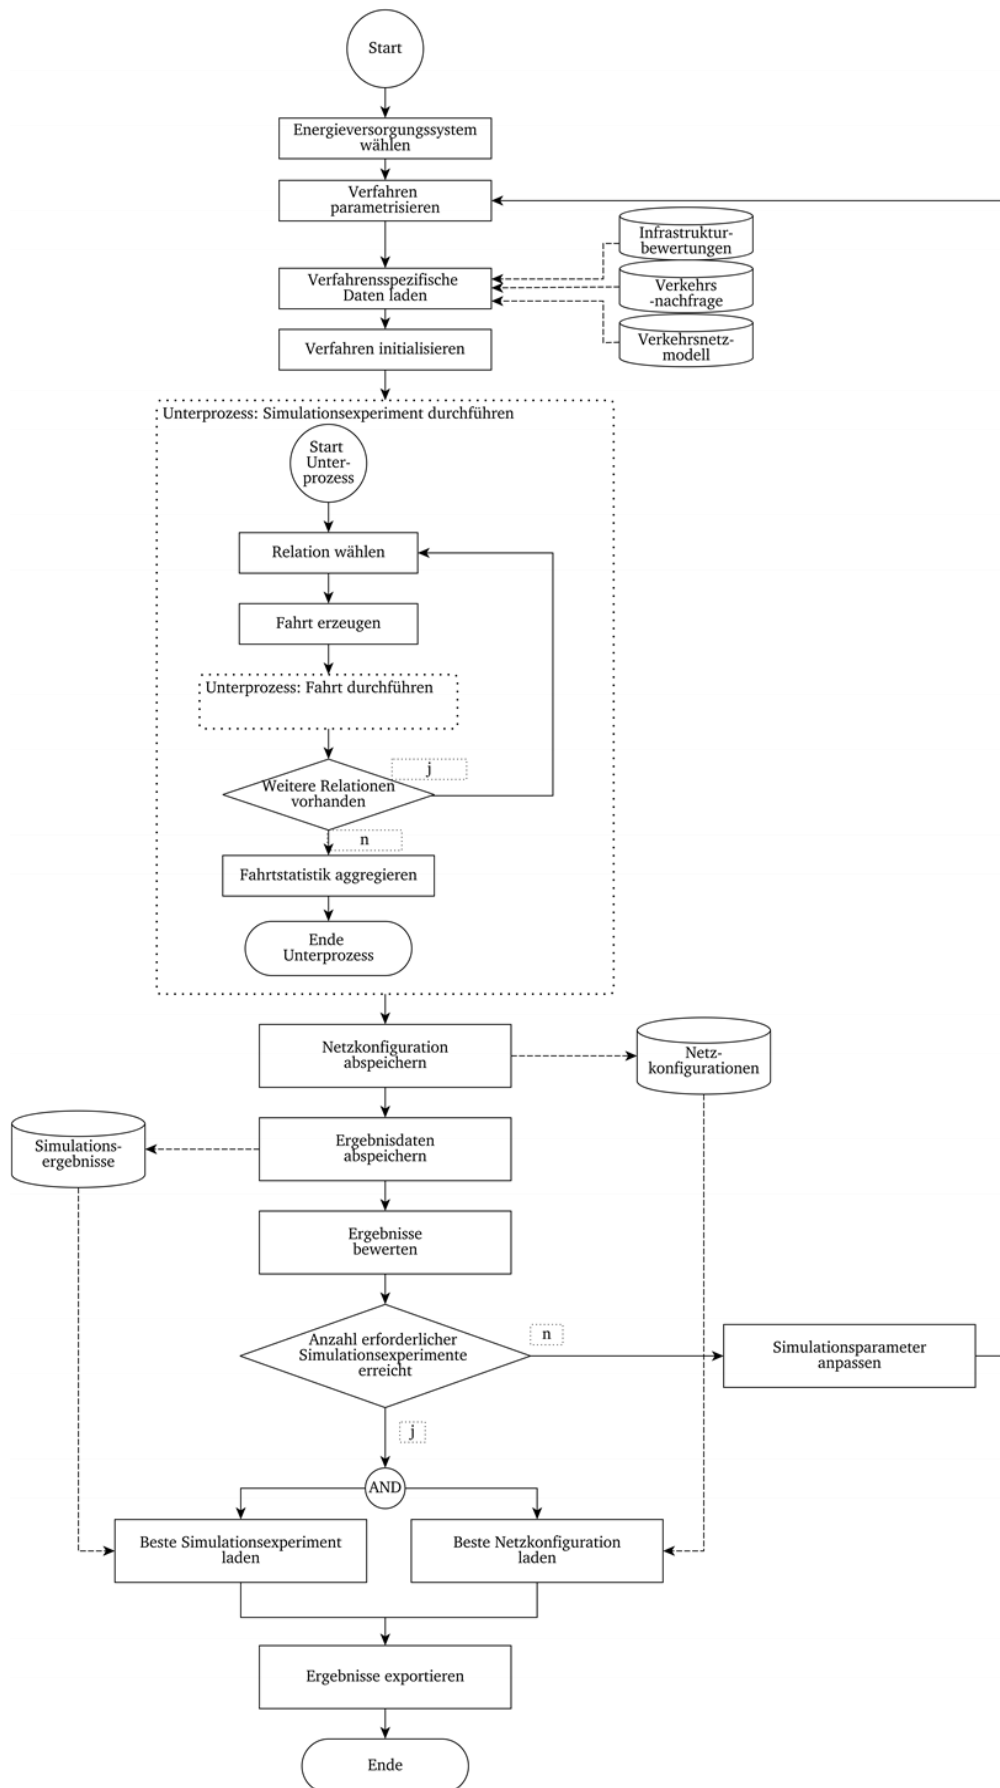 Start
Energieversorgungssystem
wählen
Verfahren
parametrisieren
Infrastruktur-
bewertungen
Verfahrensspezifische
Daten laden
Verkehrs
-nachfrage
Verkehrsnetz-
modell
Verfahren initialisieren
Unterprozess: Simulationsexperiment durchführen
Start
Unter-
prozess
Relation wählen
Fahrt erzeugen
Unterprozess: Fahrt durchführen
j
Weitere Relationen
vorhanden
n
Fahrtstatistik aggregieren
Ende
Unterprozess
Netzkonfiguration
abspeichern
Netz-
konfigurationen
Simulations-
ergebnisse
Ergebnisdaten
abspeichern
Ergebnisse
bewerten
Anzahl erforderlicher
Simulationsexperimente
erreicht
n
Simulationsparameter
anpassen
j
AND
Beste Simulationsexperiment
laden
Beste Netzkonfiguration
laden
Ergebnisse exportieren
Ende